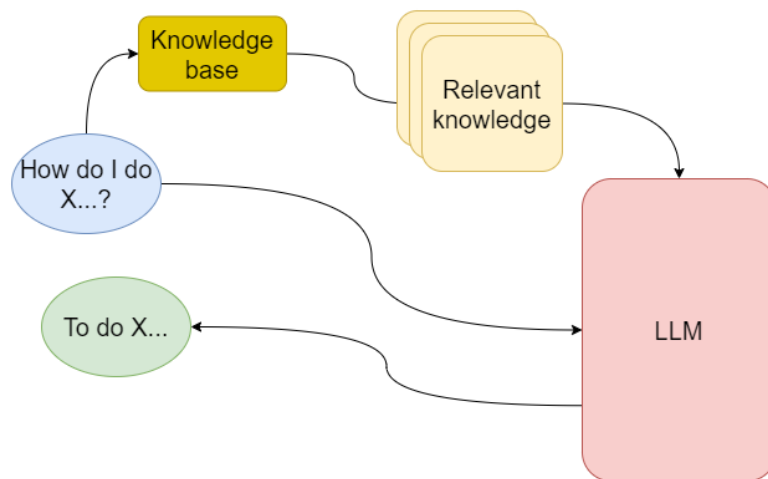 Knowledge
base
Relevant
knowledge
How do I do
X...?
To do X...
LLM